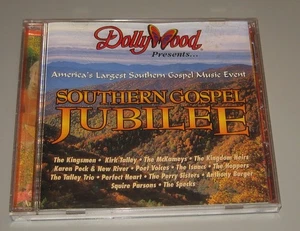 DollyWood
Presents...
America's Largest Southern Gospel Music Event
SOUTHERN GOSPEL
JUBILEE
The Kingsmen • Kirk Talley • The McKameys • The Kingdom Heirs
Karen Peck & New River • Poet Voices • The Isaacs • The Hoppers
The Talley Trio • Perfect Heart • The Perry Sisters • Anthony Burger
Squire Parsons • The Spocks